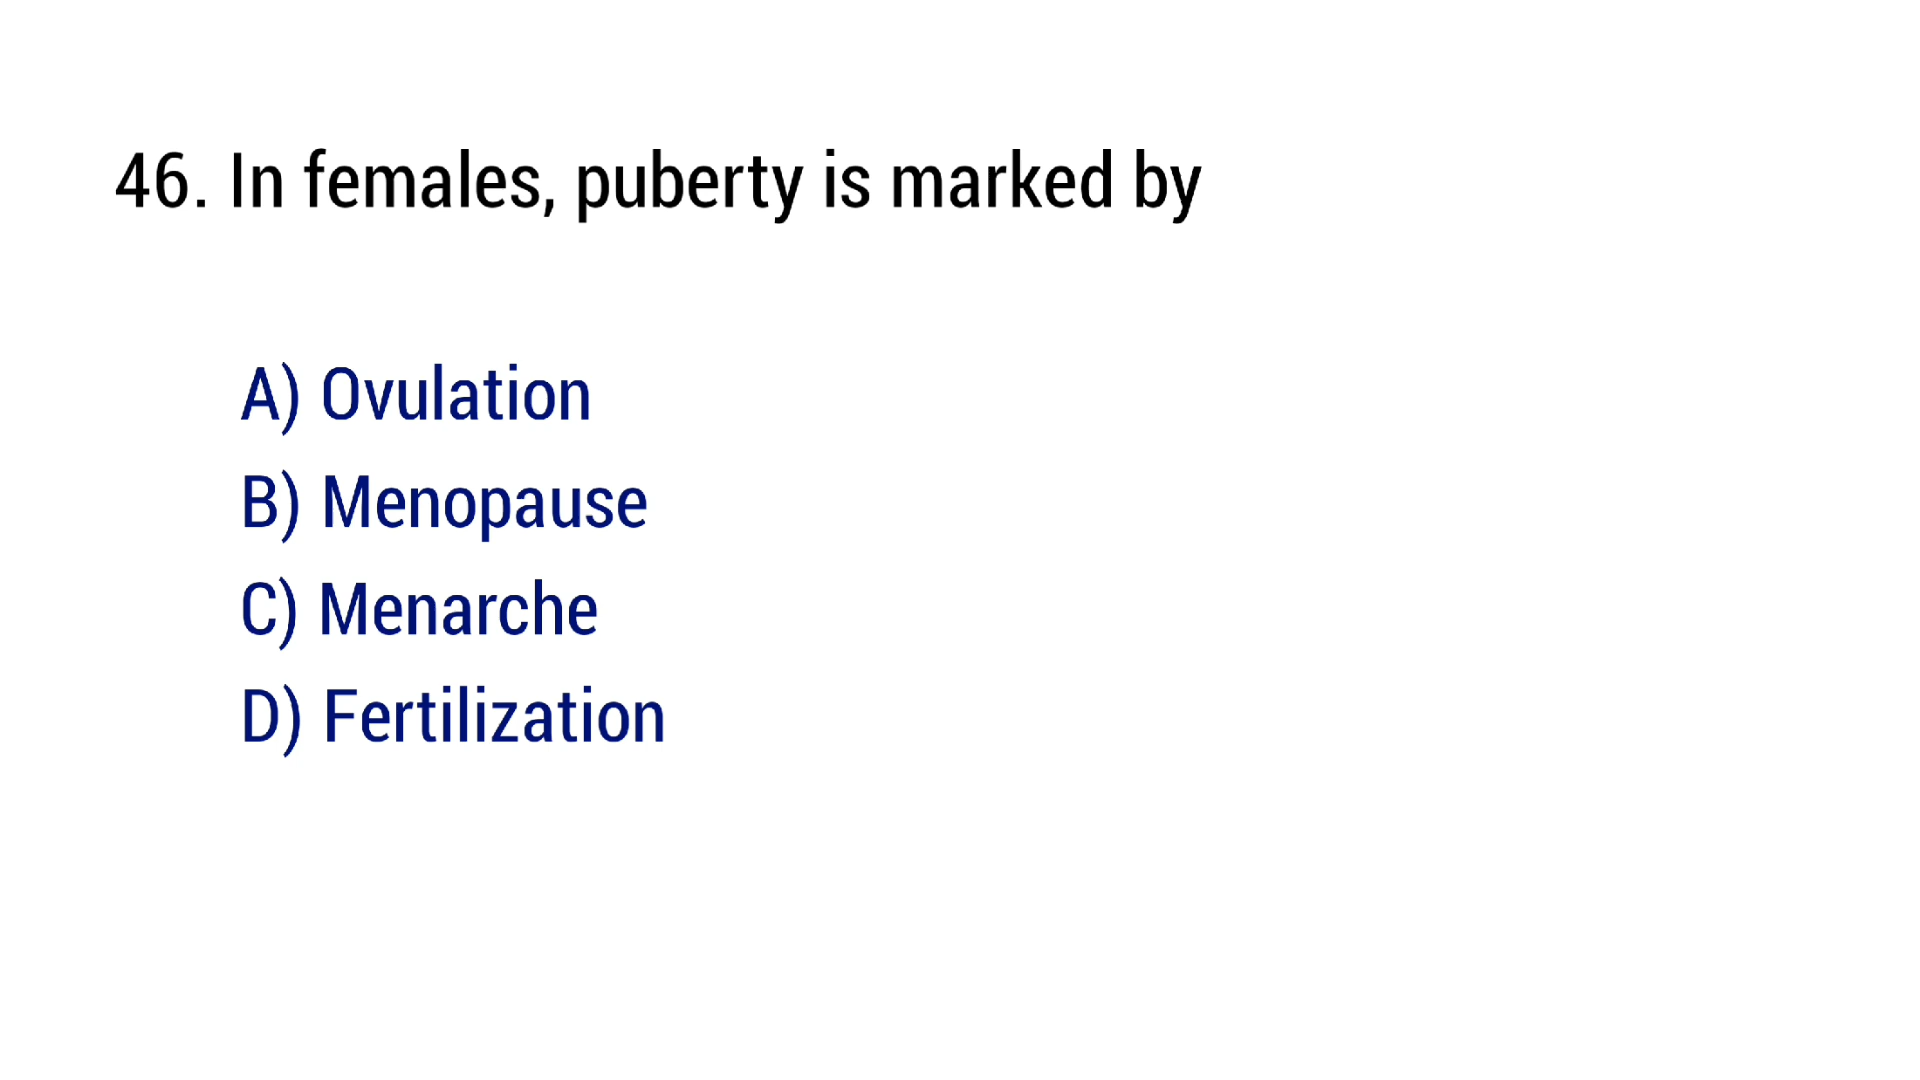 46. In females, puberty is marked by
A) Ovulation
B) Menopause
C) Menarche
D) Fertilization